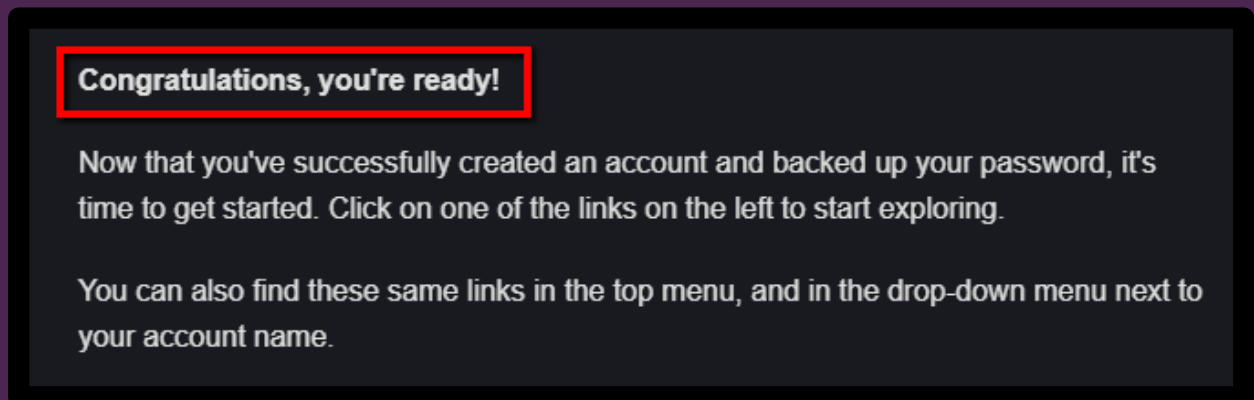 Congratulations, you're ready!
Now that you've successfully created an account and backed up your password, it's
time to get started. Click on one of the links on the left to start exploring.
You can also find these same links in the top menu, and in the drop-down menu next to
your account name.